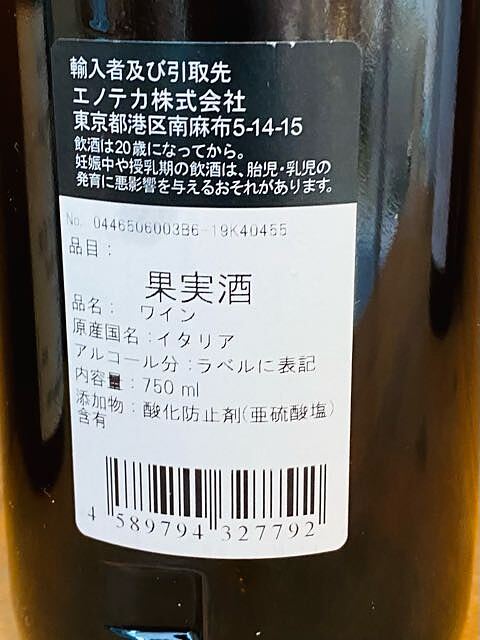 輸入者及び引取先
エノテカ株式会社
東京都港区南麻布5-14-15
飲酒は20歳になってから。
妊娠中や授乳期の飲酒は、胎児・乳児の
発育に悪影響を与えるおそれがあります。
No. 0446506003B6-19K40455
品目：
果実酒
品名： ワイン
原産国名：イタリア
アルコール分：ラベルに表記
内容量：750 ml
添加物：酸化防止剤(亜硫酸塩)
含有
4 589794 327792